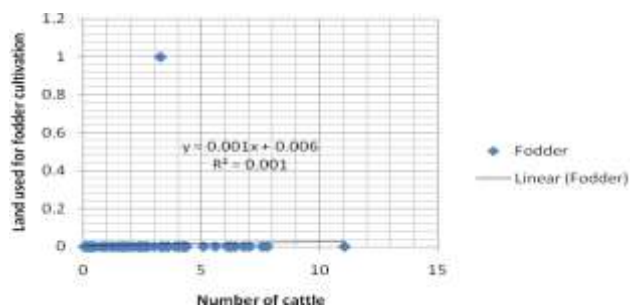 1.2
1
0.8
0.6
0.4
0.2
0
Land used for fodder cultivation
y = 0.001x + 0.006
R² = 0.001
Fodder
Linear (Fodder)
0 5 10 15
Number of cattle